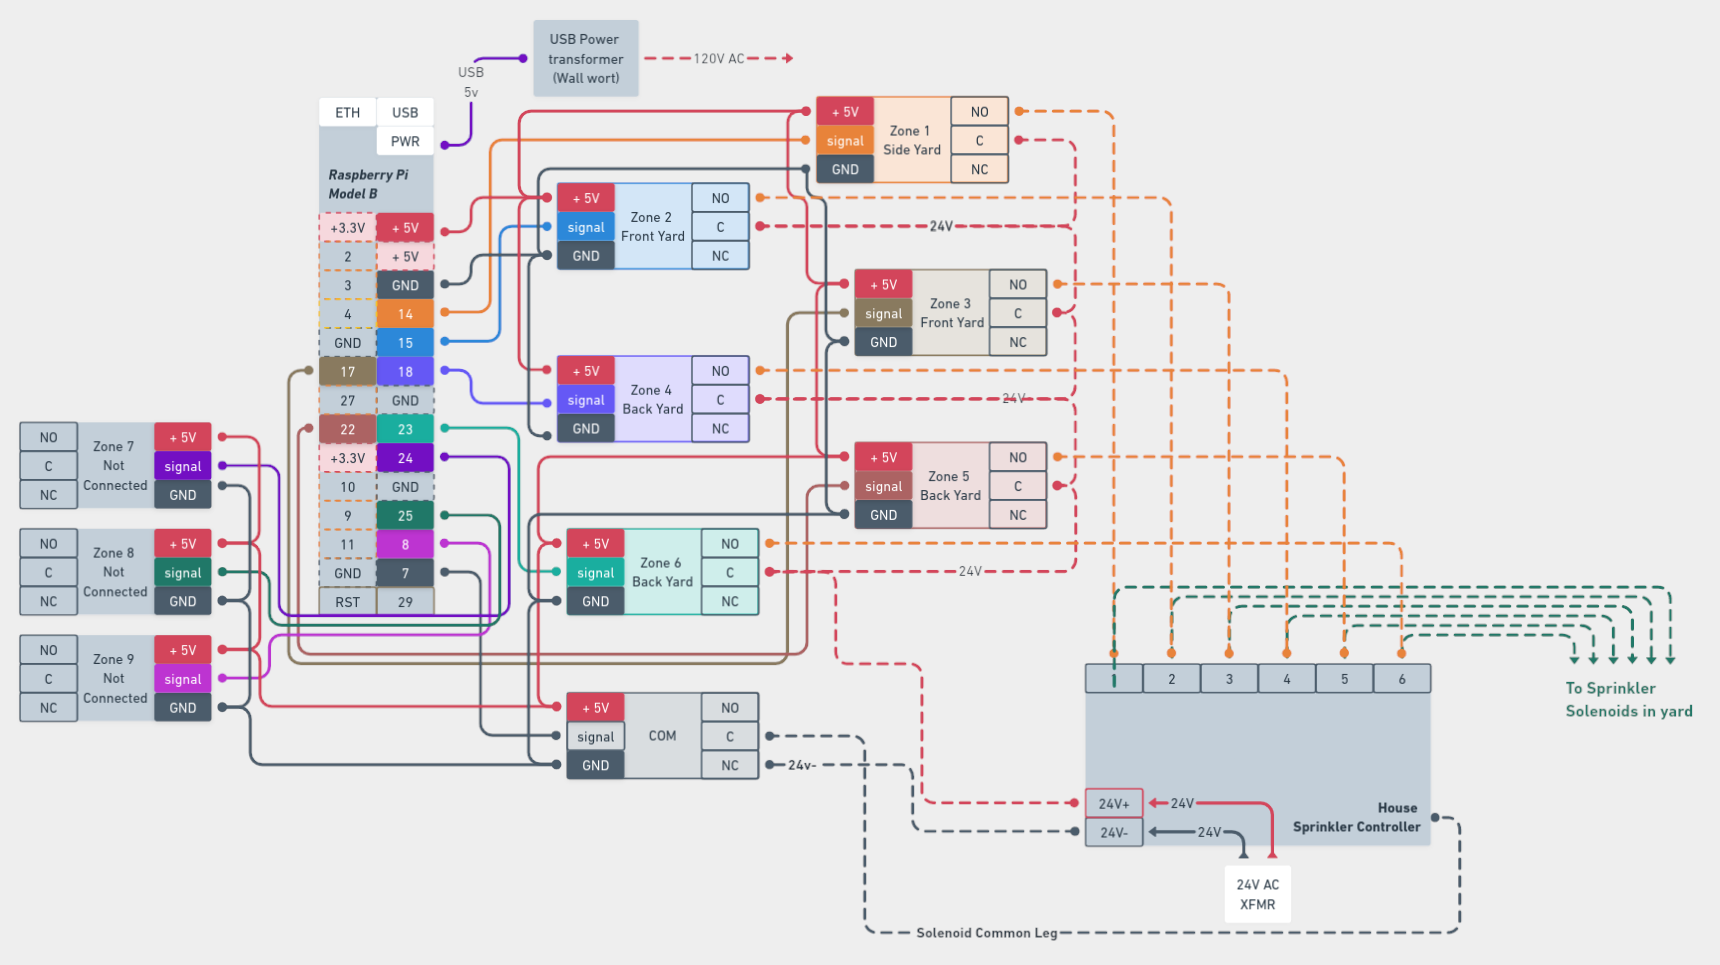 USB Power
transformer
(Wall wort)
120V AC
USB
5v
ETH USB
PWR
Raspberry Pi
Model B
+3.3V + 5V
2 + 5V
3 GND
4 14
GND 15
17 18
27 GND
22 23
+3.3V 24
10 GND
9 25
11 8
GND 7
RST 29
+ 5V
signal
GND
Zone 1
Side Yard
NO
C
NC
+ 5V
signal
GND
Zone 2
Front Yard
NO
C
NC
24V
+ 5V
signal
GND
Zone 3
Front Yard
NO
C
NC
+ 5V
signal
GND
Zone 4
Back Yard
NO
C
NC
24V
+ 5V
signal
GND
Zone 5
Back Yard
NO
C
NC
+ 5V
signal
GND
Zone 6
Back Yard
NO
C
NC
24V
NO
C
NC
Zone 7
Not
Connected
+ 5V
signal
GND
NO
C
NC
Zone 8
Not
Connected
+ 5V
signal
GND
NO
C
NC
Zone 9
Not
Connected
+ 5V
signal
GND
+ 5V
signal
GND
COM
NO
C
NC
24v-
1 2 3 4 5 6
To Sprinkler
Solenoids in yard
24V+
24V-
24V
24V
House
Sprinkler Controller
24V AC
XFMR
Solenoid Common Leg